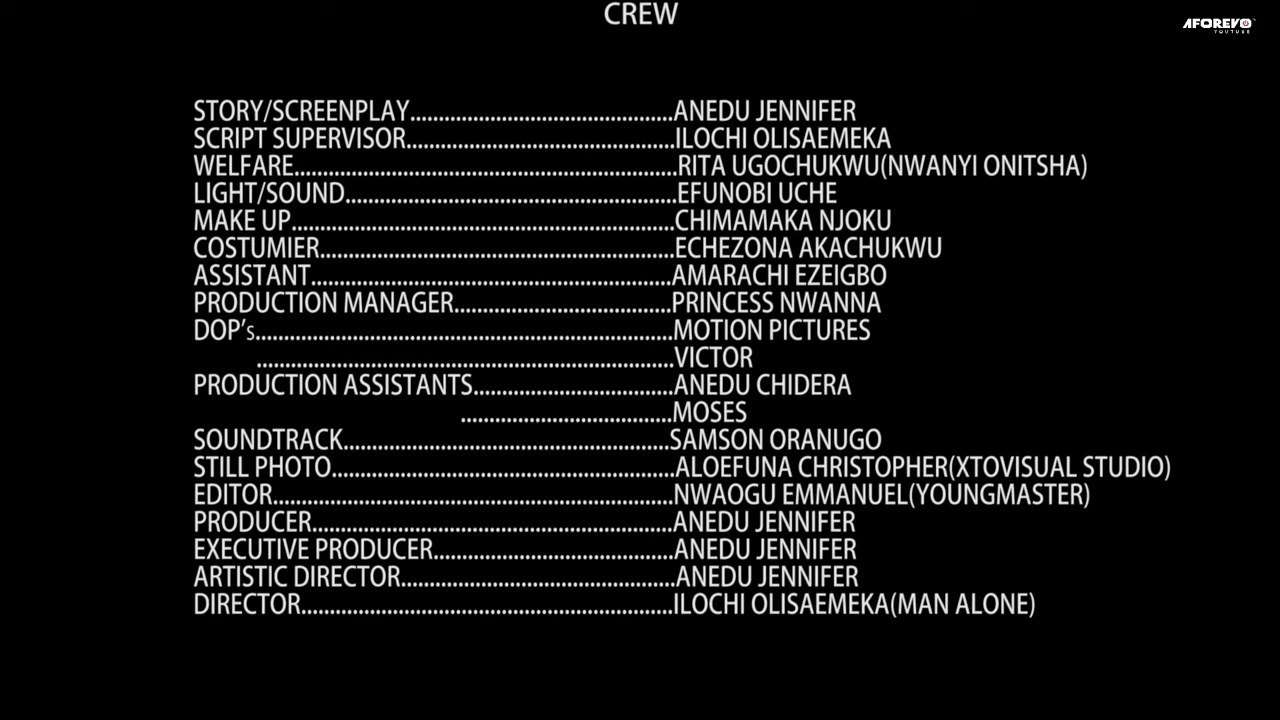 CREW
AFOREVO
YOUTUBE
STORY/SCREENPLAY..........................................ANEDU JENNIFER
SCRIPT SUPERVISOR...........................................ILOCHI OLISAEMEKA
WELFARE.............................................................RITA UGOCHUKWU(NWANYI ONITSHA)
LIGHT/SOUND.....................................................EFUNOBI UCHE
MAKE UP.............................................................CHIMAMAKA NJOKU
COSTUMIER.........................................................ECHEZONA AKACHUKWU
ASSISTANT..........................................................AMARACHI EZEIGBO
PRODUCTION MANAGER...................................PRINCESS NWANNA
DOP's...................................................................MOTION PICTURES
...................................................................VICTOR
PRODUCTION ASSISTANTS................................ANEDU CHIDERA
..................................MOSES
SOUNDTRACK....................................................SAMSON ORANUGO
STILL PHOTO.......................................................ALOEFUNA CHRISTOPHER(XTOVISUAL STUDIO)
EDITOR................................................................NWAOGU EMMANUEL(YOUNGMASTER)
PRODUCER..........................................................ANEDU JENNIFER
EXECUTIVE PRODUCER.......................................ANEDU JENNIFER
ARTISTIC DIRECTOR............................................ANEDU JENNIFER
DIRECTOR............................................................ILOCHI OLISAEMEKA(MAN ALONE)